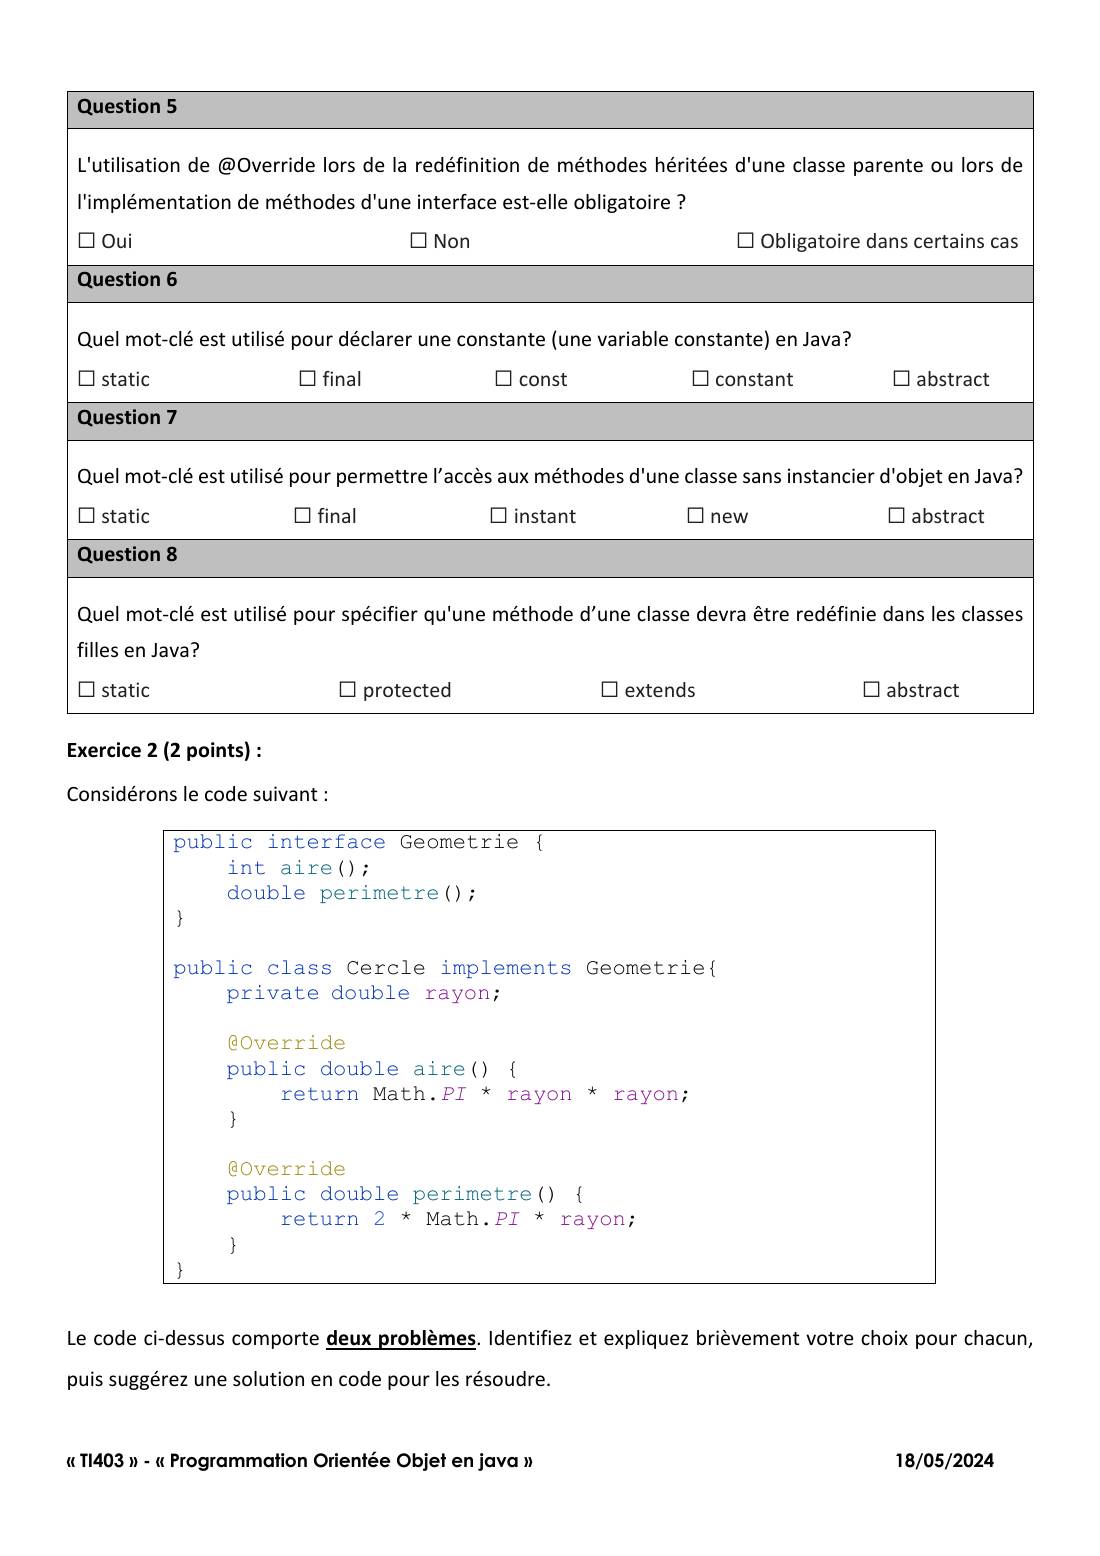 Question 5
L'utilisation de @Override lors de la redéfinition de méthodes héritées d'une classe parente ou lors de
l'implémentation de méthodes d'une interface est-elle obligatoire ?
☐ Oui ☐ Non ☐ Obligatoire dans certains cas
Question 6
Quel mot-clé est utilisé pour déclarer une constante (une variable constante) en Java?
☐ static ☐ final ☐ const ☐ constant ☐ abstract
Question 7
Quel mot-clé est utilisé pour permettre l’accès aux méthodes d'une classe sans instancier d'objet en Java?
☐ static ☐ final ☐ instant ☐ new ☐ abstract
Question 8
Quel mot-clé est utilisé pour spécifier qu'une méthode d’une classe devra être redéfinie dans les classes
filles en Java?
☐ static ☐ protected ☐ extends ☐ abstract
Exercice 2 (2 points) :
Considérons le code suivant :
public interface Geometrie {
    int aire();
    double perimetre();
}
public class Cercle implements Geometrie{
    private double rayon;
    @Override
    public double aire() {
        return Math.PI * rayon * rayon;
    }
    @Override
    public double perimetre() {
        return 2 * Math.PI * rayon;
    }
}
Le code ci-dessus comporte deux problèmes. Identifiez et expliquez brièvement votre choix pour chacun,
puis suggérez une solution en code pour les résoudre.
« TI403 » - « Programmation Orientée Objet en java » 18/05/2024